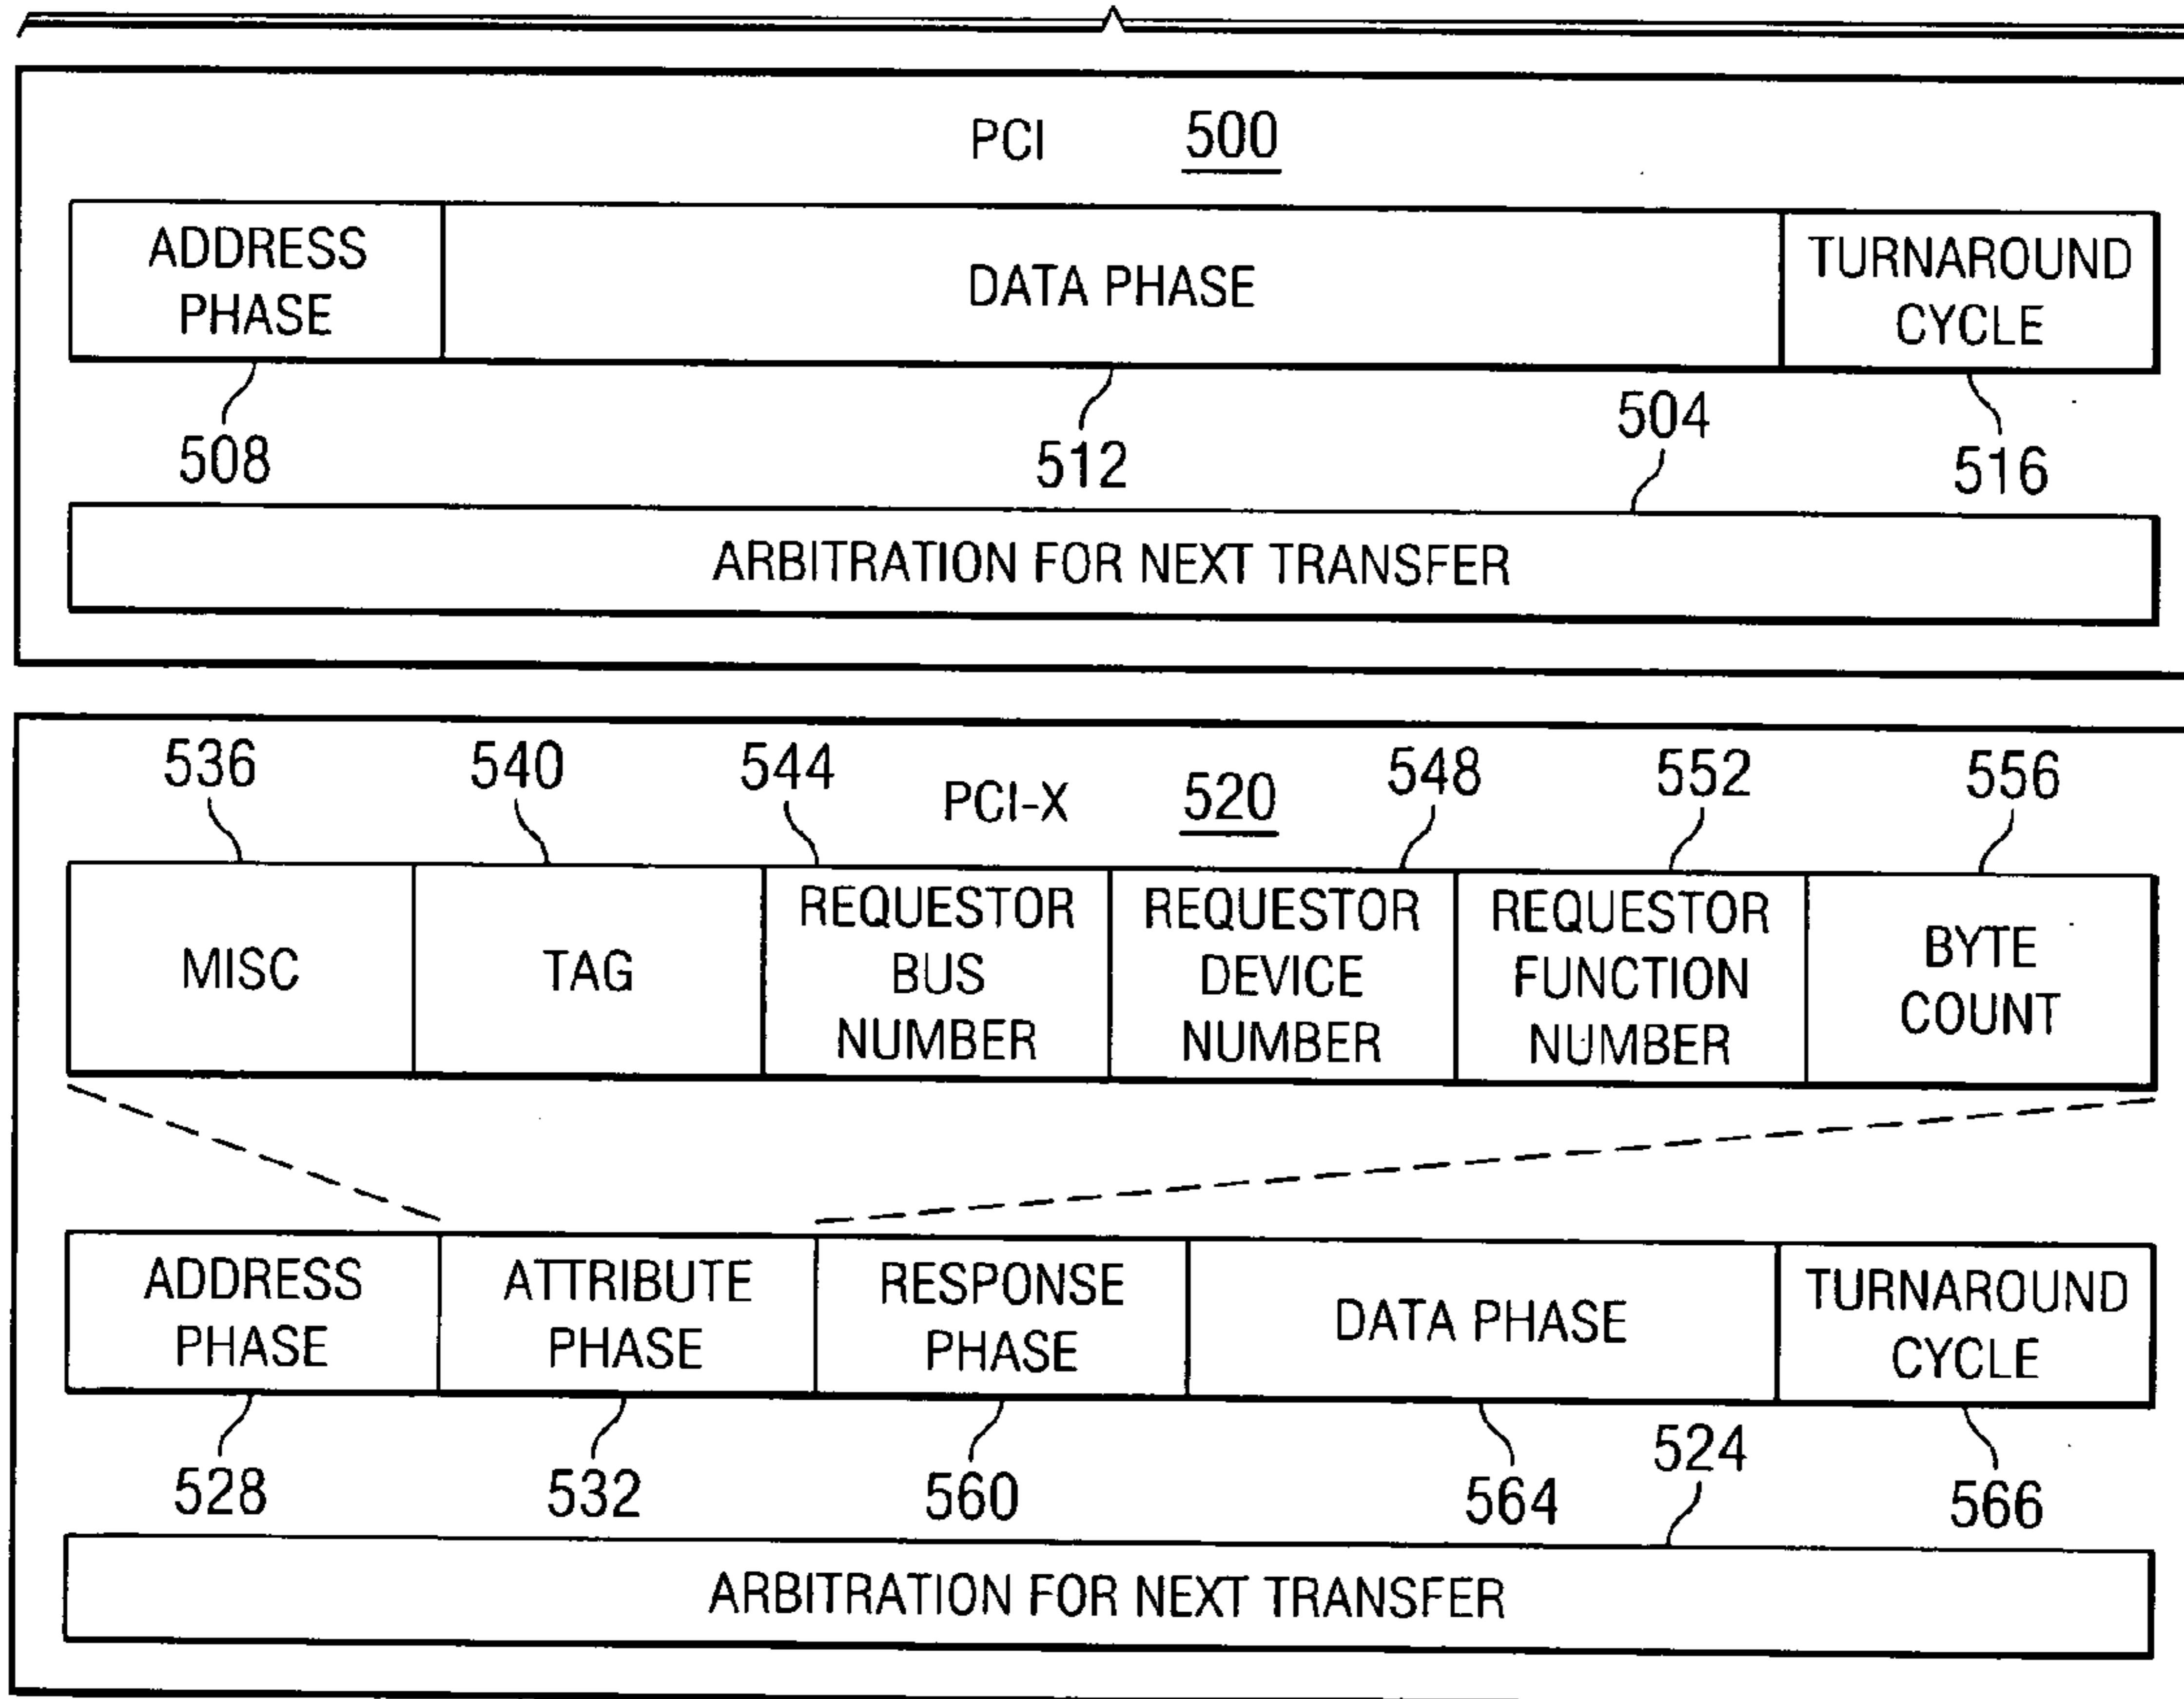 PCI 500
ADDRESS PHASE
DATA PHASE
TURNAROUND CYCLE
508
512
504
516
ARBITRATION FOR NEXT TRANSFER
536
540
544
PCI-X 520
548
552
556
MISC
TAG
REQUESTOR BUS NUMBER
REQUESTOR DEVICE NUMBER
REQUESTOR FUNCTION NUMBER
BYTE COUNT
ADDRESS PHASE
ATTRIBUTE PHASE
RESPONSE PHASE
DATA PHASE
TURNAROUND CYCLE
528
532
560
564
524
566
ARBITRATION FOR NEXT TRANSFER